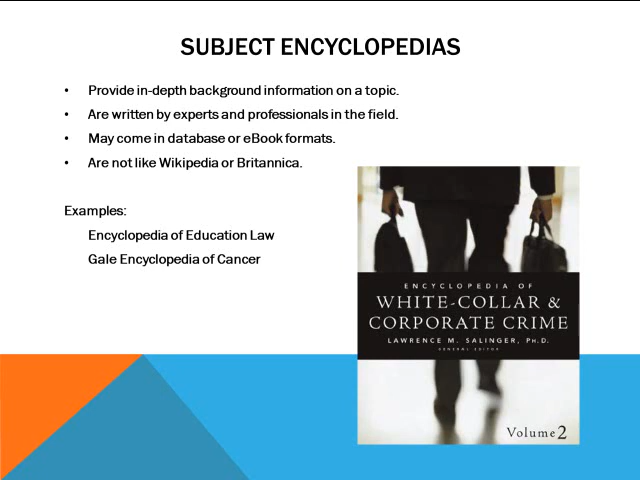 SUBJECT ENCYCLOPEDIAS
• Provide in-depth background information on a topic.
• Are written by experts and professionals in the field.
• May come in database or eBook formats.
• Are not like Wikipedia or Britannica.
Examples:
Encyclopedia of Education Law
Gale Encyclopedia of Cancer
ENCYCLOPEDIA OF
WHITE-COLLAR &
CORPORATE CRIME
LAWRENCE M. SALINGER, PH.D.
GENERAL EDITOR
Volume 2